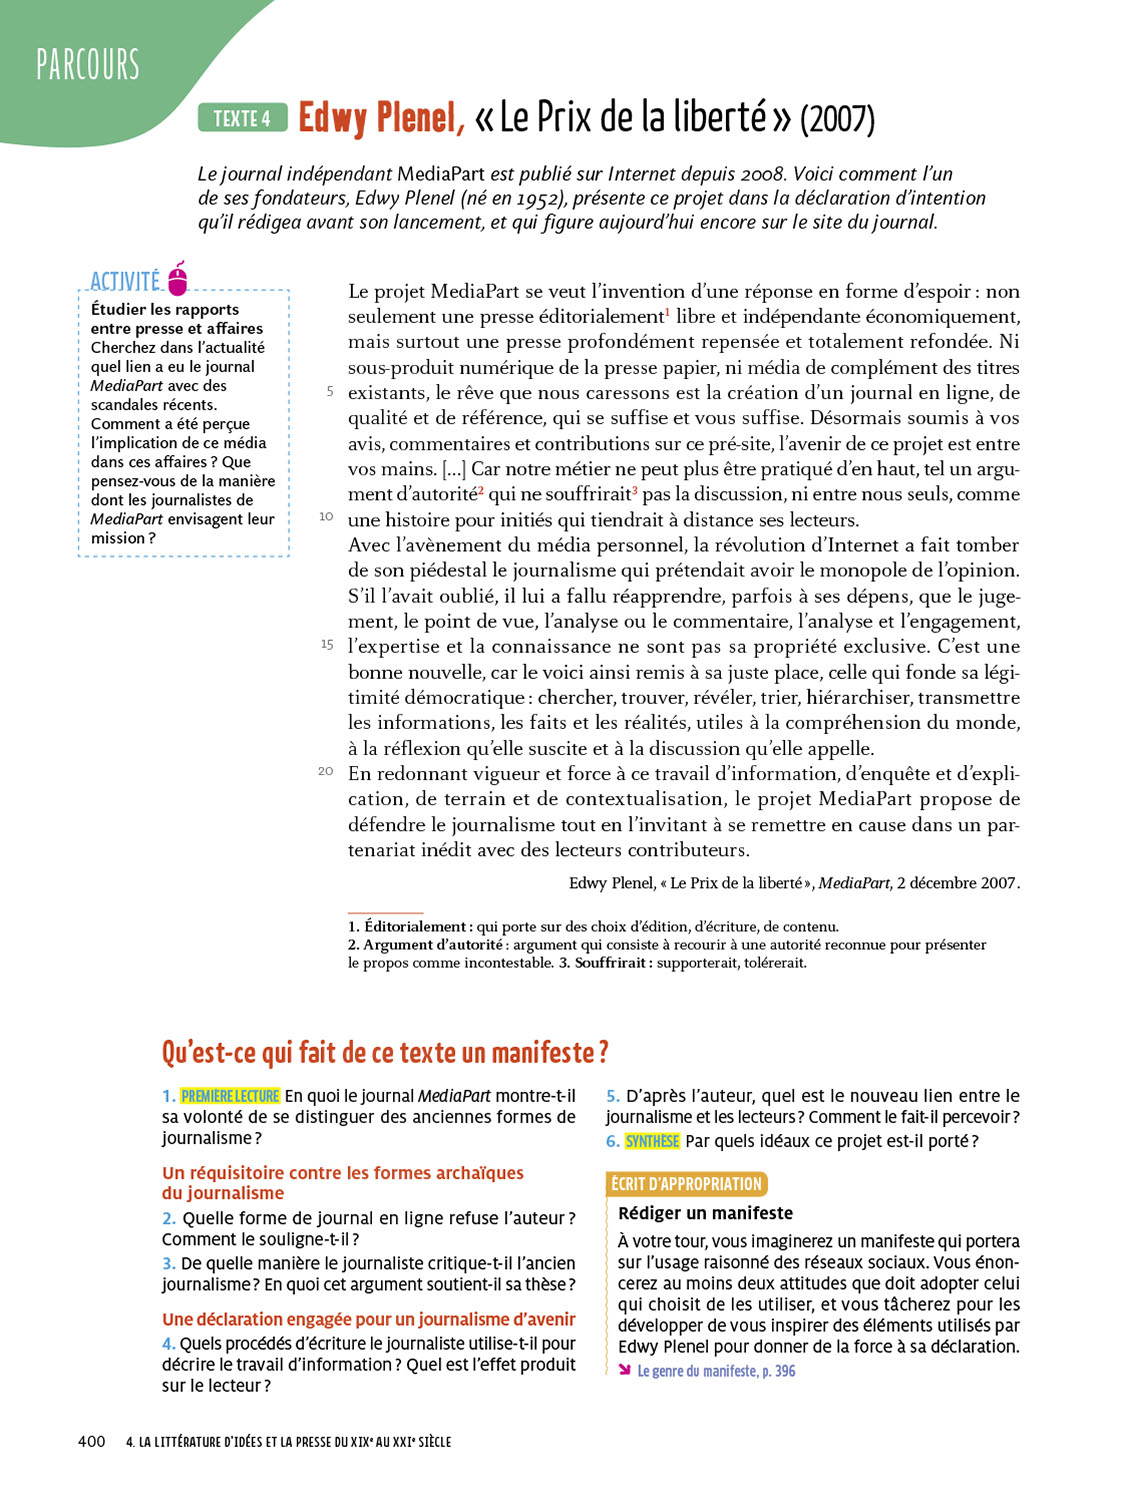 PARCOURS
TEXTE 4 Edwy Plenel, « Le Prix de la liberté » (2007)
Le journal indépendant MediaPart est publié sur Internet depuis 2008. Voici comment l’un
de ses fondateurs, Edwy Plenel (né en 1952), présente ce projet dans la déclaration d’intention
qu’il rédigea avant son lancement, et qui figure aujourd’hui encore sur le site du journal.
ACTIVITÉ
Étudier les rapports
entre presse et affaires
Cherchez dans l’actualité
quel lien a eu le journal
MediaPart avec des
scandales récents.
Comment a été perçue
l’implication de ce média
dans ces affaires ? Que
pensez-vous de la manière
dont les journalistes de
MediaPart envisagent leur
mission ?
Le projet MediaPart se veut l’invention d’une réponse en forme d’espoir : non
seulement une presse éditorialement1 libre et indépendante économiquement,
mais surtout une presse profondément repensée et totalement refondée. Ni
sous-produit numérique de la presse papier, ni média de complément des titres
5 existants, le rêve que nous caressons est la création d’un journal en ligne, de
qualité et de référence, qui se suffise et vous suffise. Désormais soumis à vos
avis, commentaires et contributions sur ce pré-site, l’avenir de ce projet est entre
vos mains. [...] Car notre métier ne peut plus être pratiqué d’en haut, tel un argu-
ment d’autorité2 qui ne souffrirait3 pas la discussion, ni entre nous seuls, comme
10 une histoire pour initiés qui tiendrait à distance ses lecteurs.
Avec l’avènement du média personnel, la révolution d’Internet a fait tomber
de son piédestal le journalisme qui prétendait avoir le monopole de l’opinion.
S’il l’avait oublié, il lui a fallu réapprendre, parfois à ses dépens, que le juge-
ment, le point de vue, l’analyse ou le commentaire, l’analyse et l’engagement,
15 l’expertise et la connaissance ne sont pas sa propriété exclusive. C’est une
bonne nouvelle, car le voici ainsi remis à sa juste place, celle qui fonde sa légi-
timité démocratique : chercher, trouver, révéler, trier, hiérarchiser, transmettre
les informations, les faits et les réalités, utiles à la compréhension du monde,
à la réflexion qu’elle suscite et à la discussion qu’elle appelle.
20 En redonnant vigueur et force à ce travail d’information, d’enquête et d’expli-
cation, de terrain et de contextualisation, le projet MediaPart propose de
défendre le journalisme tout en l’invitant à se remettre en cause dans un par-
tenariat inédit avec des lecteurs contributeurs.
Edwy Plenel, « Le Prix de la liberté », MediaPart, 2 décembre 2007.
1. Éditorialement : qui porte sur des choix d’édition, d’écriture, de contenu.
2. Argument d’autorité : argument qui consiste à recourir à une autorité reconnue pour présenter
le propos comme incontestable. 3. Souffrirait : supporterait, tolérerait.
Qu’est-ce qui fait de ce texte un manifeste ?
1. PREMIÈRE LECTURE En quoi le journal MediaPart montre-t-il
sa volonté de se distinguer des anciennes formes de
journalisme ?
Un réquisitoire contre les formes archaïques
du journalisme
2. Quelle forme de journal en ligne refuse l’auteur ?
Comment le souligne-t-il ?
3. De quelle manière le journaliste critique-t-il l’ancien
journalisme ? En quoi cet argument soutient-il sa thèse ?
Une déclaration engagée pour un journalisme d’avenir
4. Quels procédés d’écriture le journaliste utilise-t-il pour
décrire le travail d’information ? Quel est l’effet produit
sur le lecteur ?
5. D’après l’auteur, quel est le nouveau lien entre le
journalisme et les lecteurs ? Comment le fait-il percevoir ?
6. SYNTHÈSE Par quels idéaux ce projet est-il porté ?
ÉCRIT D’APPROPRIATION
Rédiger un manifeste
À votre tour, vous imaginerez un manifeste qui portera
sur l’usage raisonné des réseaux sociaux. Vous énon-
cerez au moins deux attitudes que doit adopter celui
qui choisit de les utiliser, et vous tâcherez pour les
développer de vous inspirer des éléments utilisés par
Edwy Plenel pour donner de la force à sa déclaration.
Le genre du manifeste, p. 396
400 4. LA LITTÉRATURE D’IDÉES ET LA PRESSE DU XIXe AU XXIe SIÈCLE